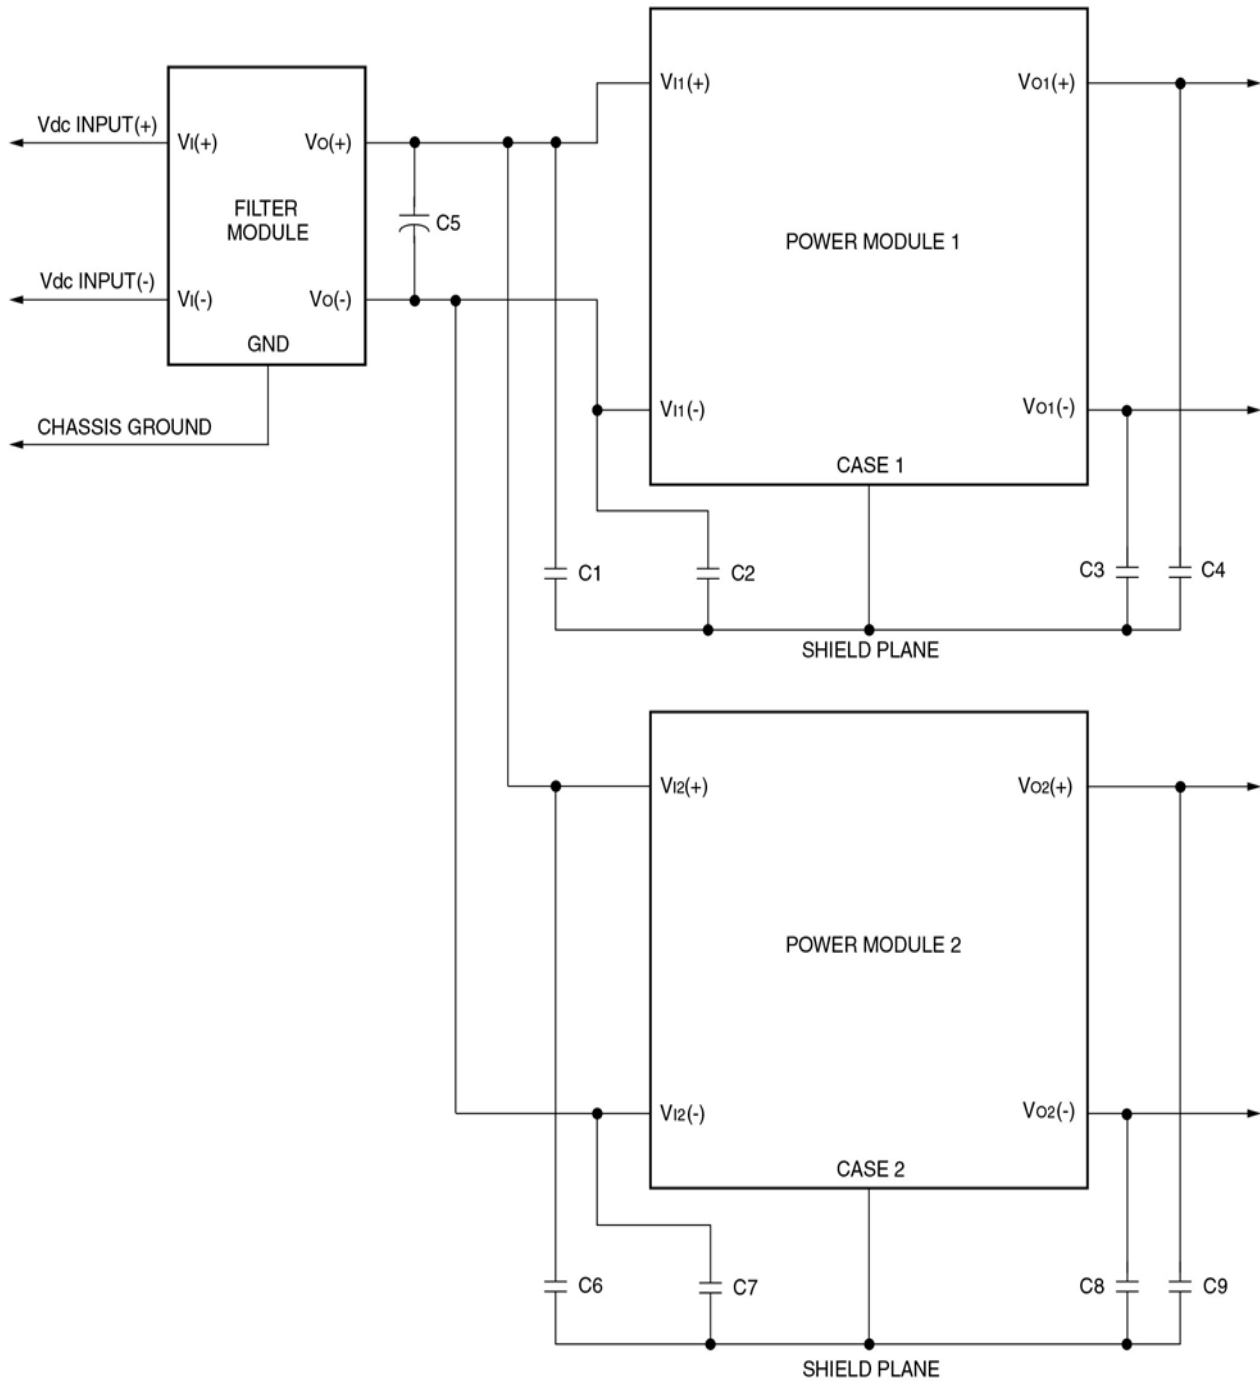 VI1(+)
VO1(+)
Vdc INPUT(+)
VI(+)
VO(+)
FILTER
MODULE
C5
POWER MODULE 1
Vdc INPUT(-)
VI(-)
VO(-)
GND
VI1(-)
VO1(-)
CHASSIS GROUND
CASE 1
C1
C2
C3
C4
SHIELD PLANE
VI2(+)
VO2(+)
POWER MODULE 2
VI2(-)
VO2(-)
CASE 2
C6
C7
C8
C9
SHIELD PLANE